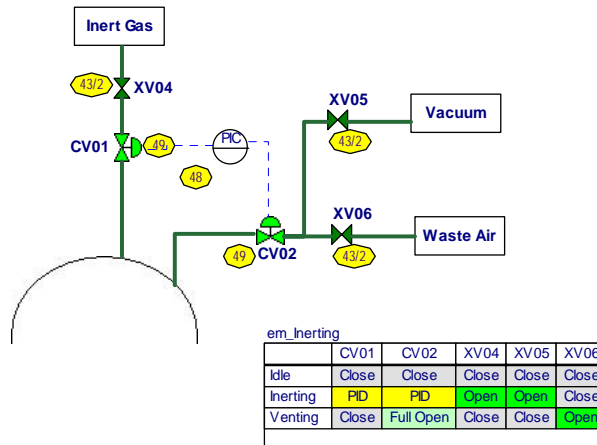 Inert Gas
43/2
XV04
XV05
Vacuum
CV01
49
PIC
43/2
48
XV06
Waste Air
49
CV02
43/2
em_Inerting
CV01 CV02 XV04 XV05 XV06
Idle Close Close Close Close Close
Inerting PID PID Open Open Close
Venting Close Full Open Close Close Open